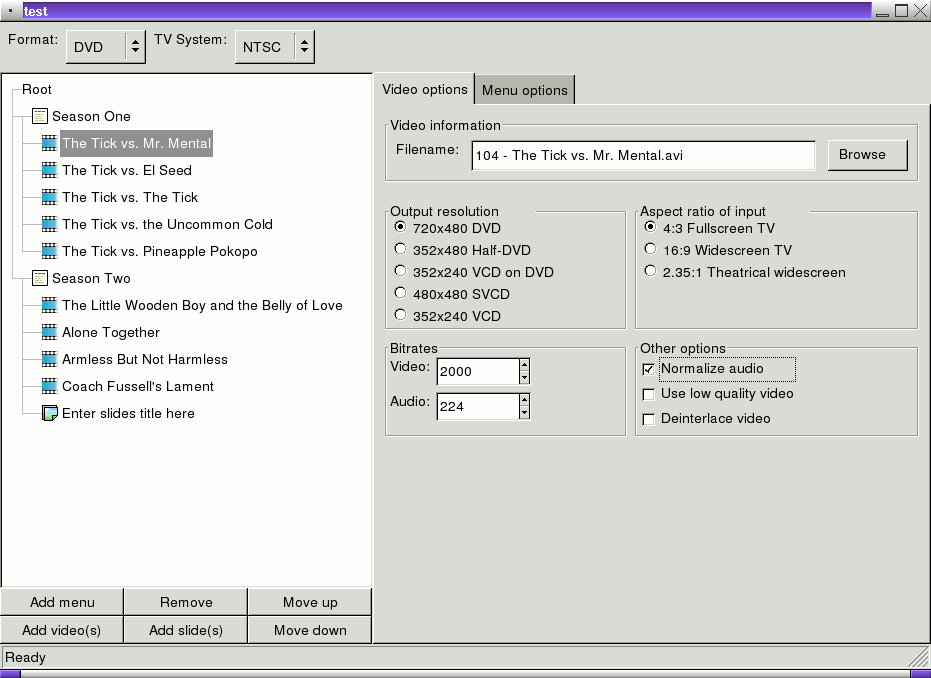 test
Format: DVD TV System: NTSC
Root
Season One
The Tick vs. Mr. Mental
The Tick vs. El Seed
The Tick vs. The Tick
The Tick vs. the Uncommon Cold
The Tick vs. Pineapple Pokopo
Season Two
The Little Wooden Boy and the Belly of Love
Alone Together
Armless But Not Harmless
Coach Fussell's Lament
Enter slides title here
Add menu Remove Move up
Add video(s) Add slide(s) Move down
Video options Menu options
Video information
Filename: 104 - The Tick vs. Mr. Mental.avi Browse
Output resolution
720x480 DVD
352x480 Half-DVD
352x240 VCD on DVD
480x480 SVCD
352x240 VCD
Aspect ratio of input
4:3 Fullscreen TV
16:9 Widescreen TV
2.35:1 Theatrical widescreen
Bitrates
Video: 2000
Audio: 224
Other options
Normalize audio
Use low quality video
Deinterlace video
Ready